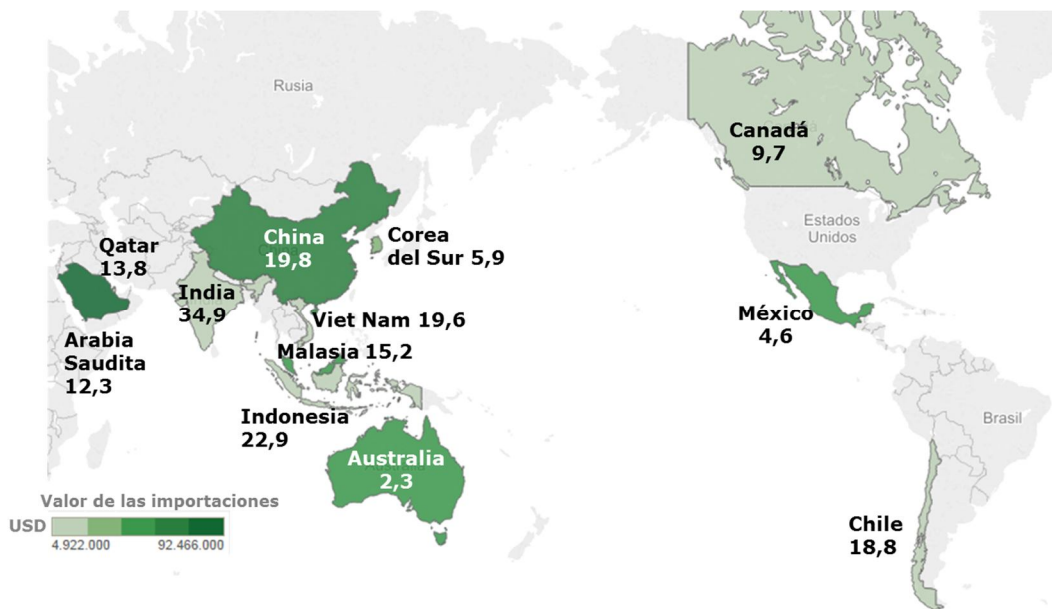 Rusia
Canadá
9,7
Estados
Unidos
Qatar
13,8
China
19,8
Corea
del Sur 5,9
India
34,9
Viet Nam 19,6
México
4,6
Arabia
Saudita
12,3
Malasia 15,2
Indonesia
22,9
Brasil
Australia
2,3
Valor de las importaciones
USD
4.922.000 92.466.000
Chile
18,8